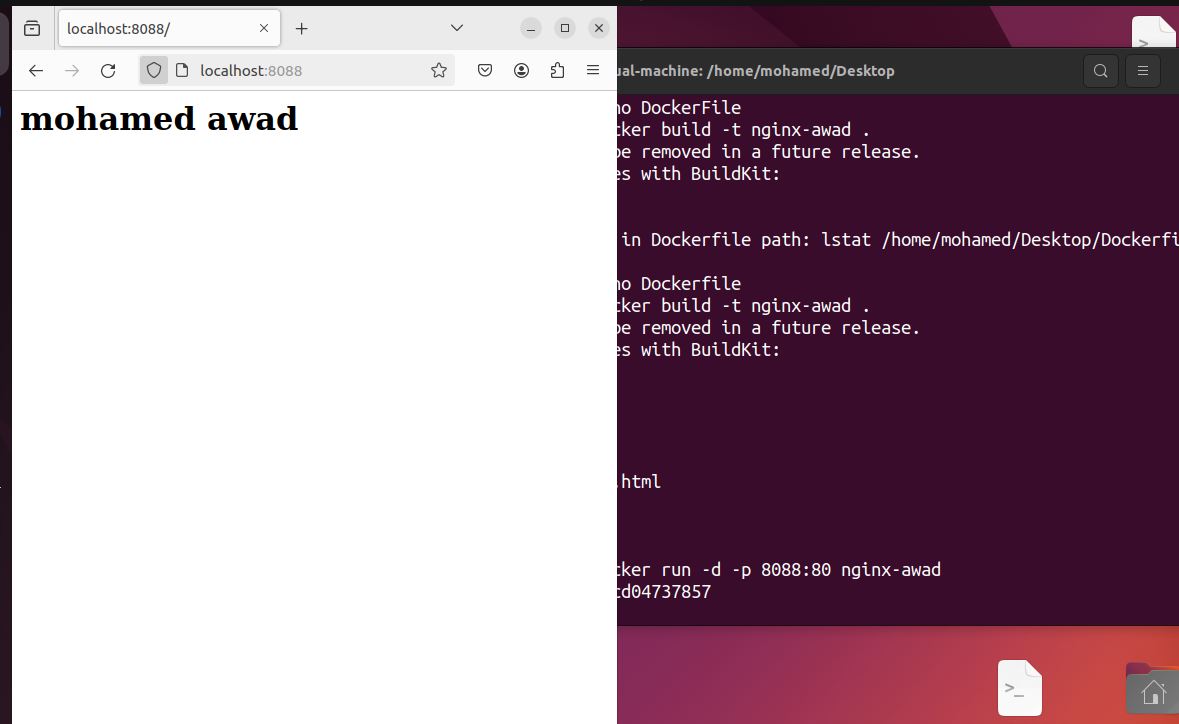 localhost:8088/
localhost:8088
mohamed awad
ual-machine: /home/mohamed/Desktop
no DockerFile
cker build -t nginx-awad .
be removed in a future release.
es with BuildKit:
in Dockerfile path: lstat /home/mohamed/Desktop/Dockerfi
no Dockerfile
cker build -t nginx-awad .
be removed in a future release.
es with BuildKit:
.html
cker run -d -p 8088:80 nginx-awad
cd04737857